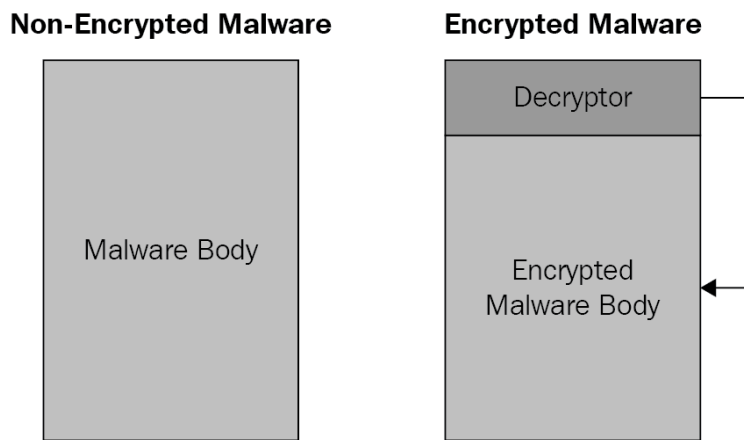 Non-Encrypted Malware
Encrypted Malware
Malware Body
Decryptor
Encrypted
Malware Body